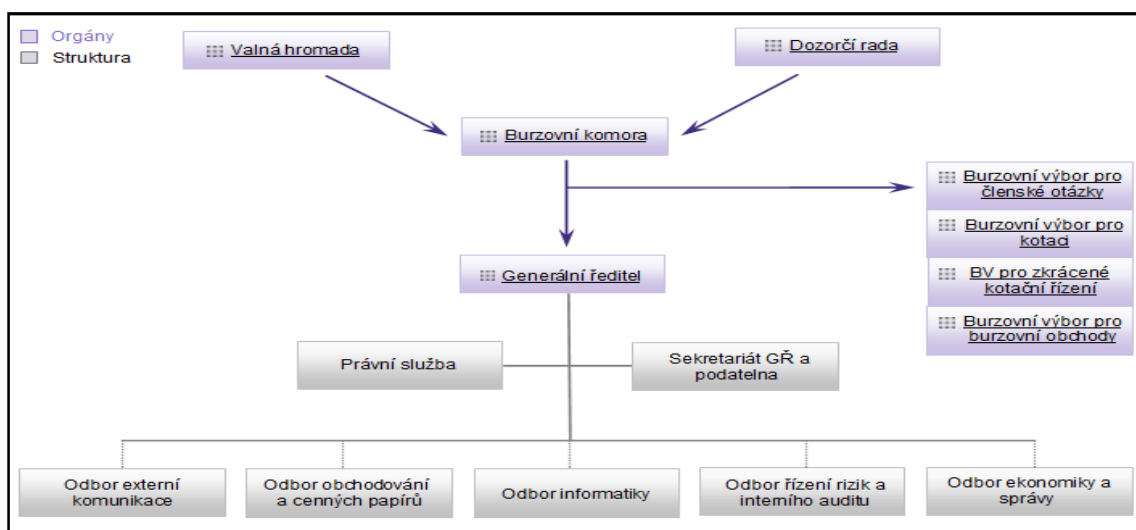 Orgány
Struktura
Valná hromada
Dozorčí rada
Burzovní komora
Burzovní výbor pro
členské otázky
Burzovní výbor pro
kotaci
BV pro zkrácené
kotační řízení
Burzovní výbor pro
burzovní obchody
Generální ředitel
Právní služba
Sekretariát GŘ a
podatelna
Odbor externí
komunikace
Odbor obchodování
a cenných papírů
Odbor informatiky
Odbor řízení rizik a
interního auditu
Odbor ekonomiky a
správy